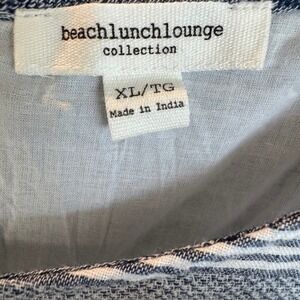 beachlunchlounge
collection
XL/TG
Made in India